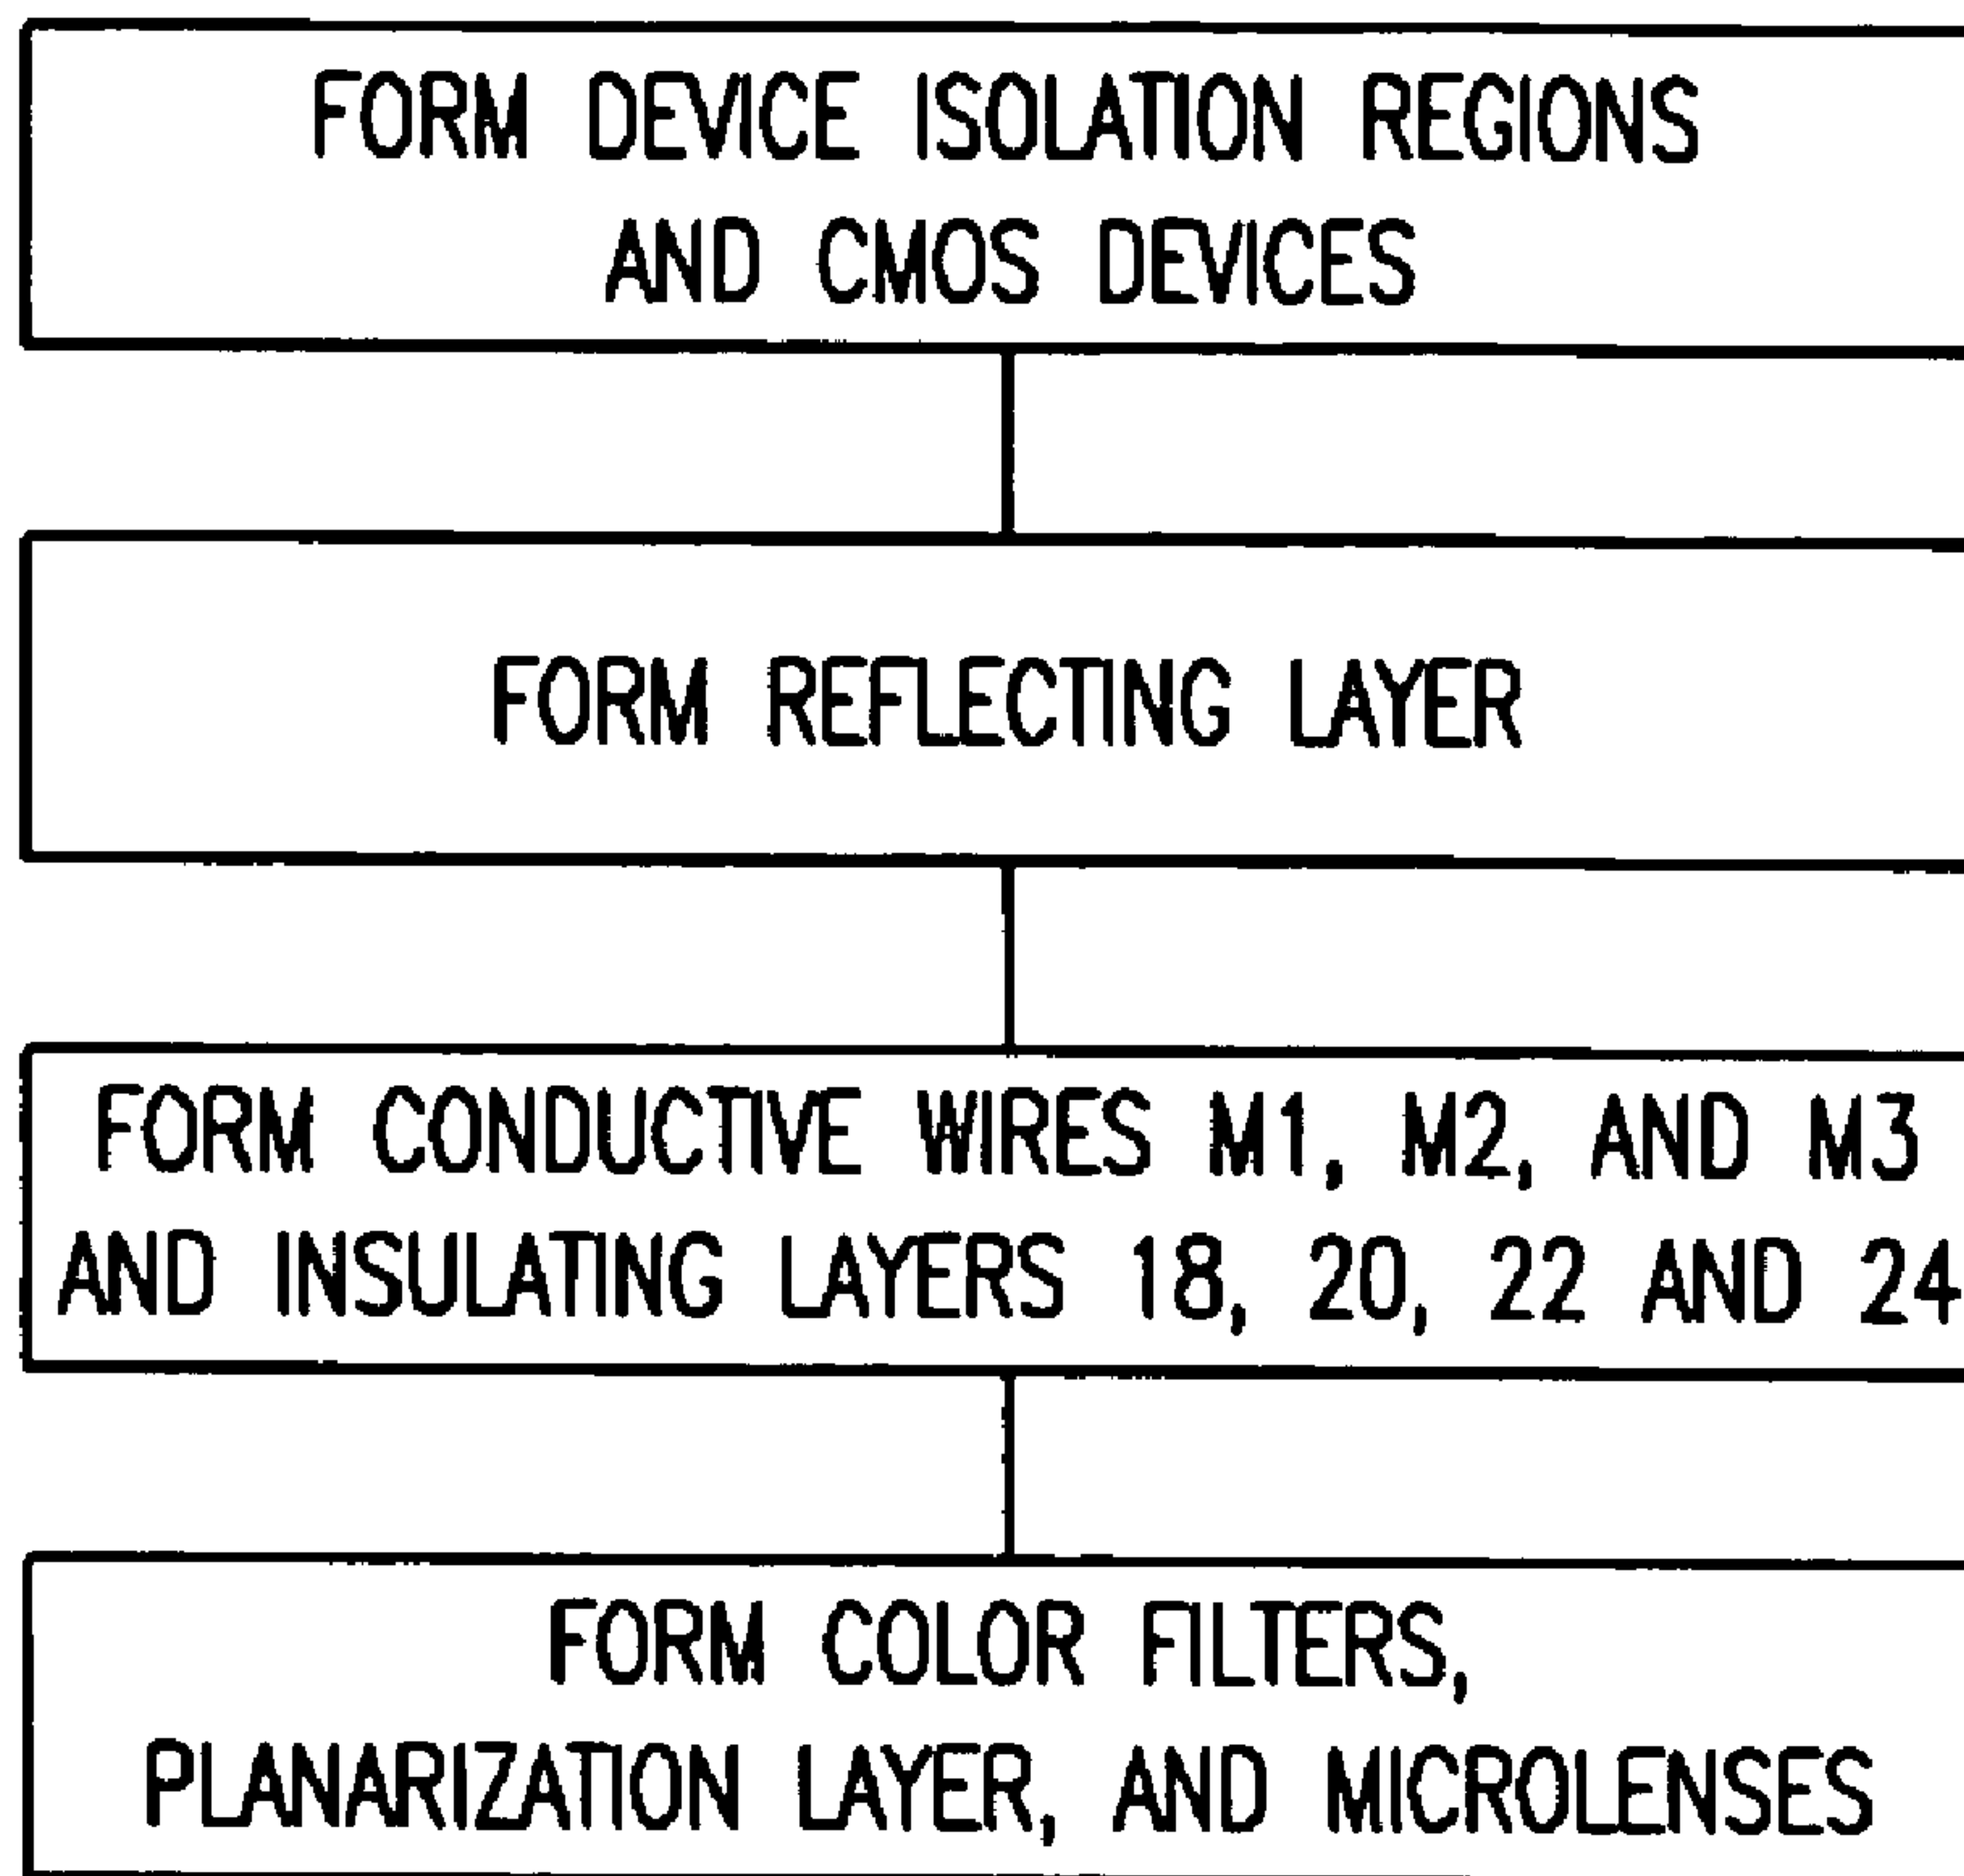 FORM DEVICE ISOLATION REGIONS
AND CMOS DEVICES
FORM REFLECTING LAYER
FORM CONDUCTIVE WIRES M1, M2, AND M3
AND INSULATING LAYERS 18, 20, 22 AND 24
FORM COLOR FILTERS,
PLANARIZATION LAYER, AND MICROLENSES